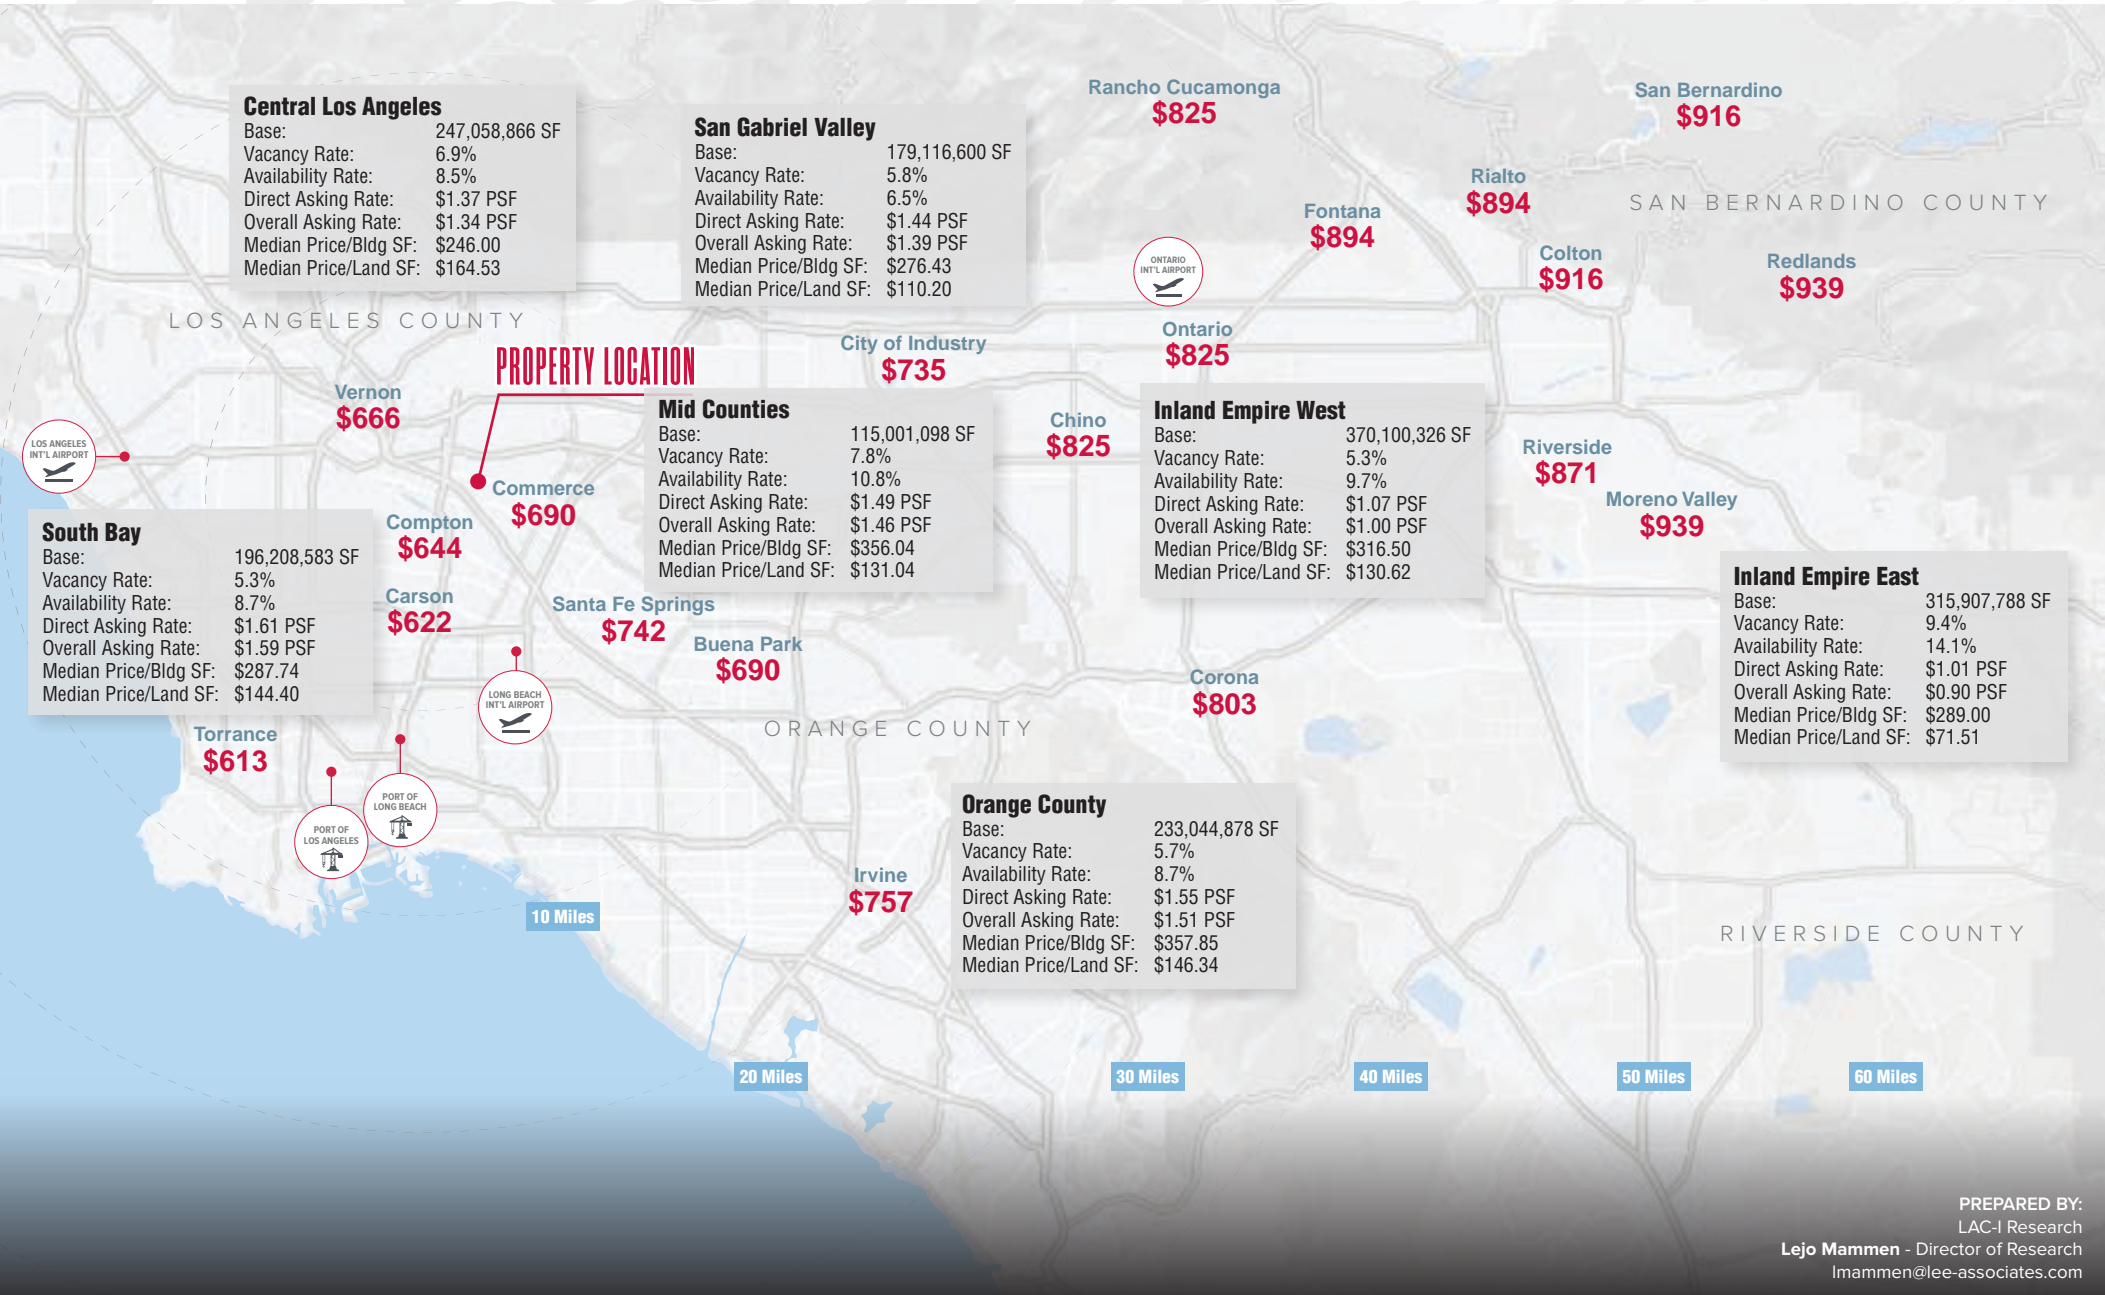 Central Los Angeles
Base: 247,058,866 SF
Vacancy Rate: 6.9%
Availability Rate: 8.5%
Direct Asking Rate: $1.37 PSF
Overall Asking Rate: $1.34 PSF
Median Price/Bldg SF: $246.00
Median Price/Land SF: $164.53
San Gabriel Valley
Base: 179,116,600 SF
Vacancy Rate: 5.8%
Availability Rate: 6.5%
Direct Asking Rate: $1.44 PSF
Overall Asking Rate: $1.39 PSF
Median Price/Bldg SF: $276.43
Median Price/Land SF: $110.20
Rancho Cucamonga
$825
San Bernardino
$916
Rialto
$894
SAN BERNARDINO COUNTY
Fontana
$894
Colton
$916
Redlands
$939
ONTARIO
INT'L AIRPORT
LOS ANGELES COUNTY
Ontario
$825
City of Industry
$735
PROPERTY LOCATION
Vernon
$666
LOS ANGELES
INT'L AIRPORT
Mid Counties
Base: 115,001,098 SF
Vacancy Rate: 7.8%
Availability Rate: 10.8%
Direct Asking Rate: $1.49 PSF
Overall Asking Rate: $1.46 PSF
Median Price/Bldg SF: $356.04
Median Price/Land SF: $131.04
Chino
$825
Inland Empire West
Base: 370,100,326 SF
Vacancy Rate: 5.3%
Availability Rate: 9.7%
Direct Asking Rate: $1.07 PSF
Overall Asking Rate: $1.00 PSF
Median Price/Bldg SF: $316.50
Median Price/Land SF: $130.62
Riverside
$871
Moreno Valley
$939
Commerce
$690
Compton
$644
South Bay
Base: 196,208,583 SF
Vacancy Rate: 5.3%
Availability Rate: 8.7%
Direct Asking Rate: $1.61 PSF
Overall Asking Rate: $1.59 PSF
Median Price/Bldg SF: $287.74
Median Price/Land SF: $144.40
Carson
$622
Santa Fe Springs
$742
Buena Park
$690
Inland Empire East
Base: 315,907,788 SF
Vacancy Rate: 9.4%
Availability Rate: 14.1%
Direct Asking Rate: $1.01 PSF
Overall Asking Rate: $0.90 PSF
Median Price/Bldg SF: $289.00
Median Price/Land SF: $71.51
LONG BEACH
INT'L AIRPORT
Corona
$803
ORANGE COUNTY
Torrance
$613
PORT OF
LONG BEACH
PORT OF
LOS ANGELES
Orange County
Base: 233,044,878 SF
Vacancy Rate: 5.7%
Availability Rate: 8.7%
Direct Asking Rate: $1.55 PSF
Overall Asking Rate: $1.51 PSF
Median Price/Bldg SF: $357.85
Median Price/Land SF: $146.34
Irvine
$757
10 Miles
RIVERSIDE COUNTY
20 Miles
30 Miles
40 Miles
50 Miles
60 Miles
PREPARED BY:
LAC-I Research
Lejo Mammen - Director of Research
lmammen@lee-associates.com